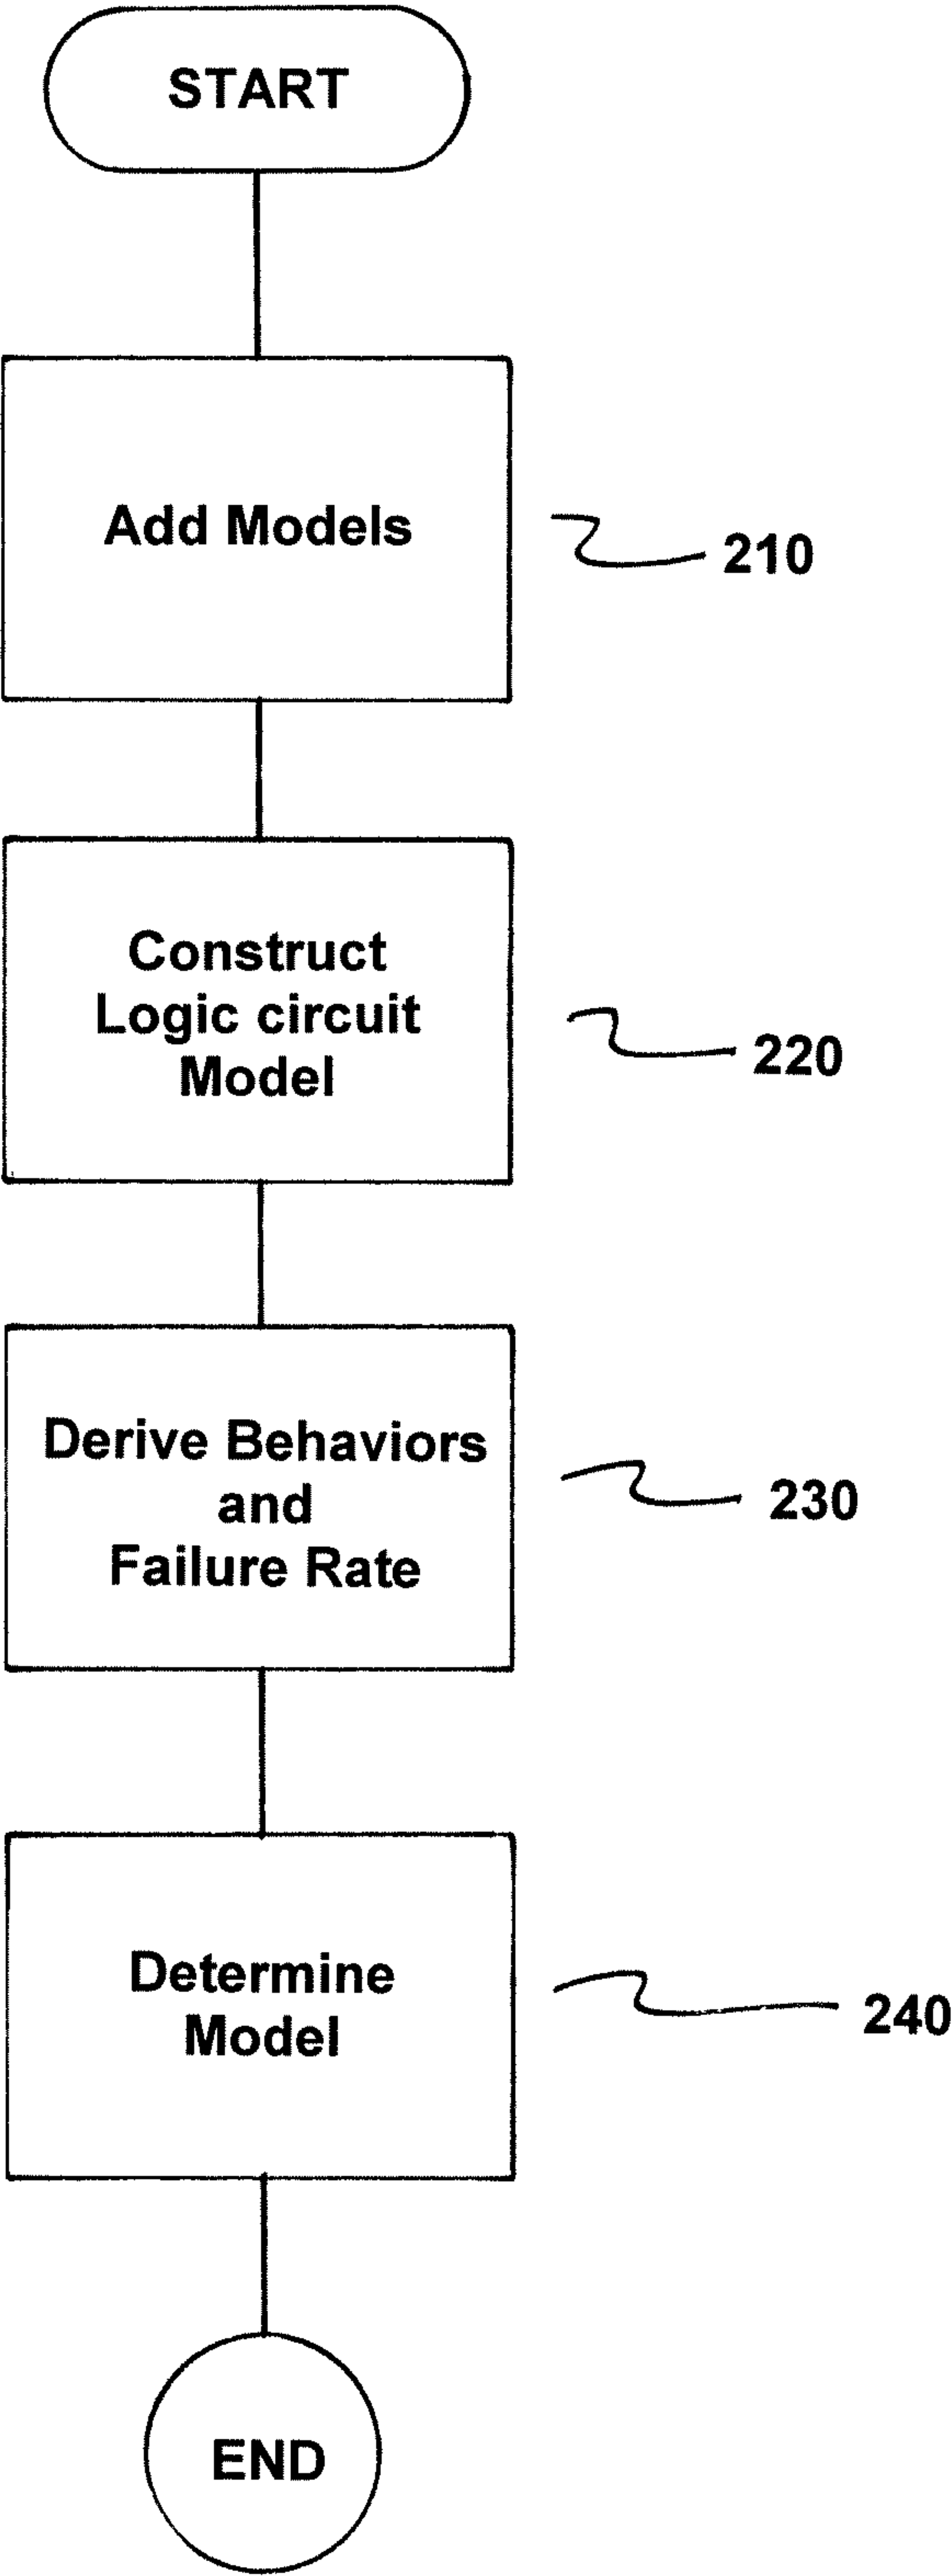 START
Add Models
210
Construct
Logic circuit
Model
220
Derive Behaviors
and
Failure Rate
230
Determine
Model
240
END